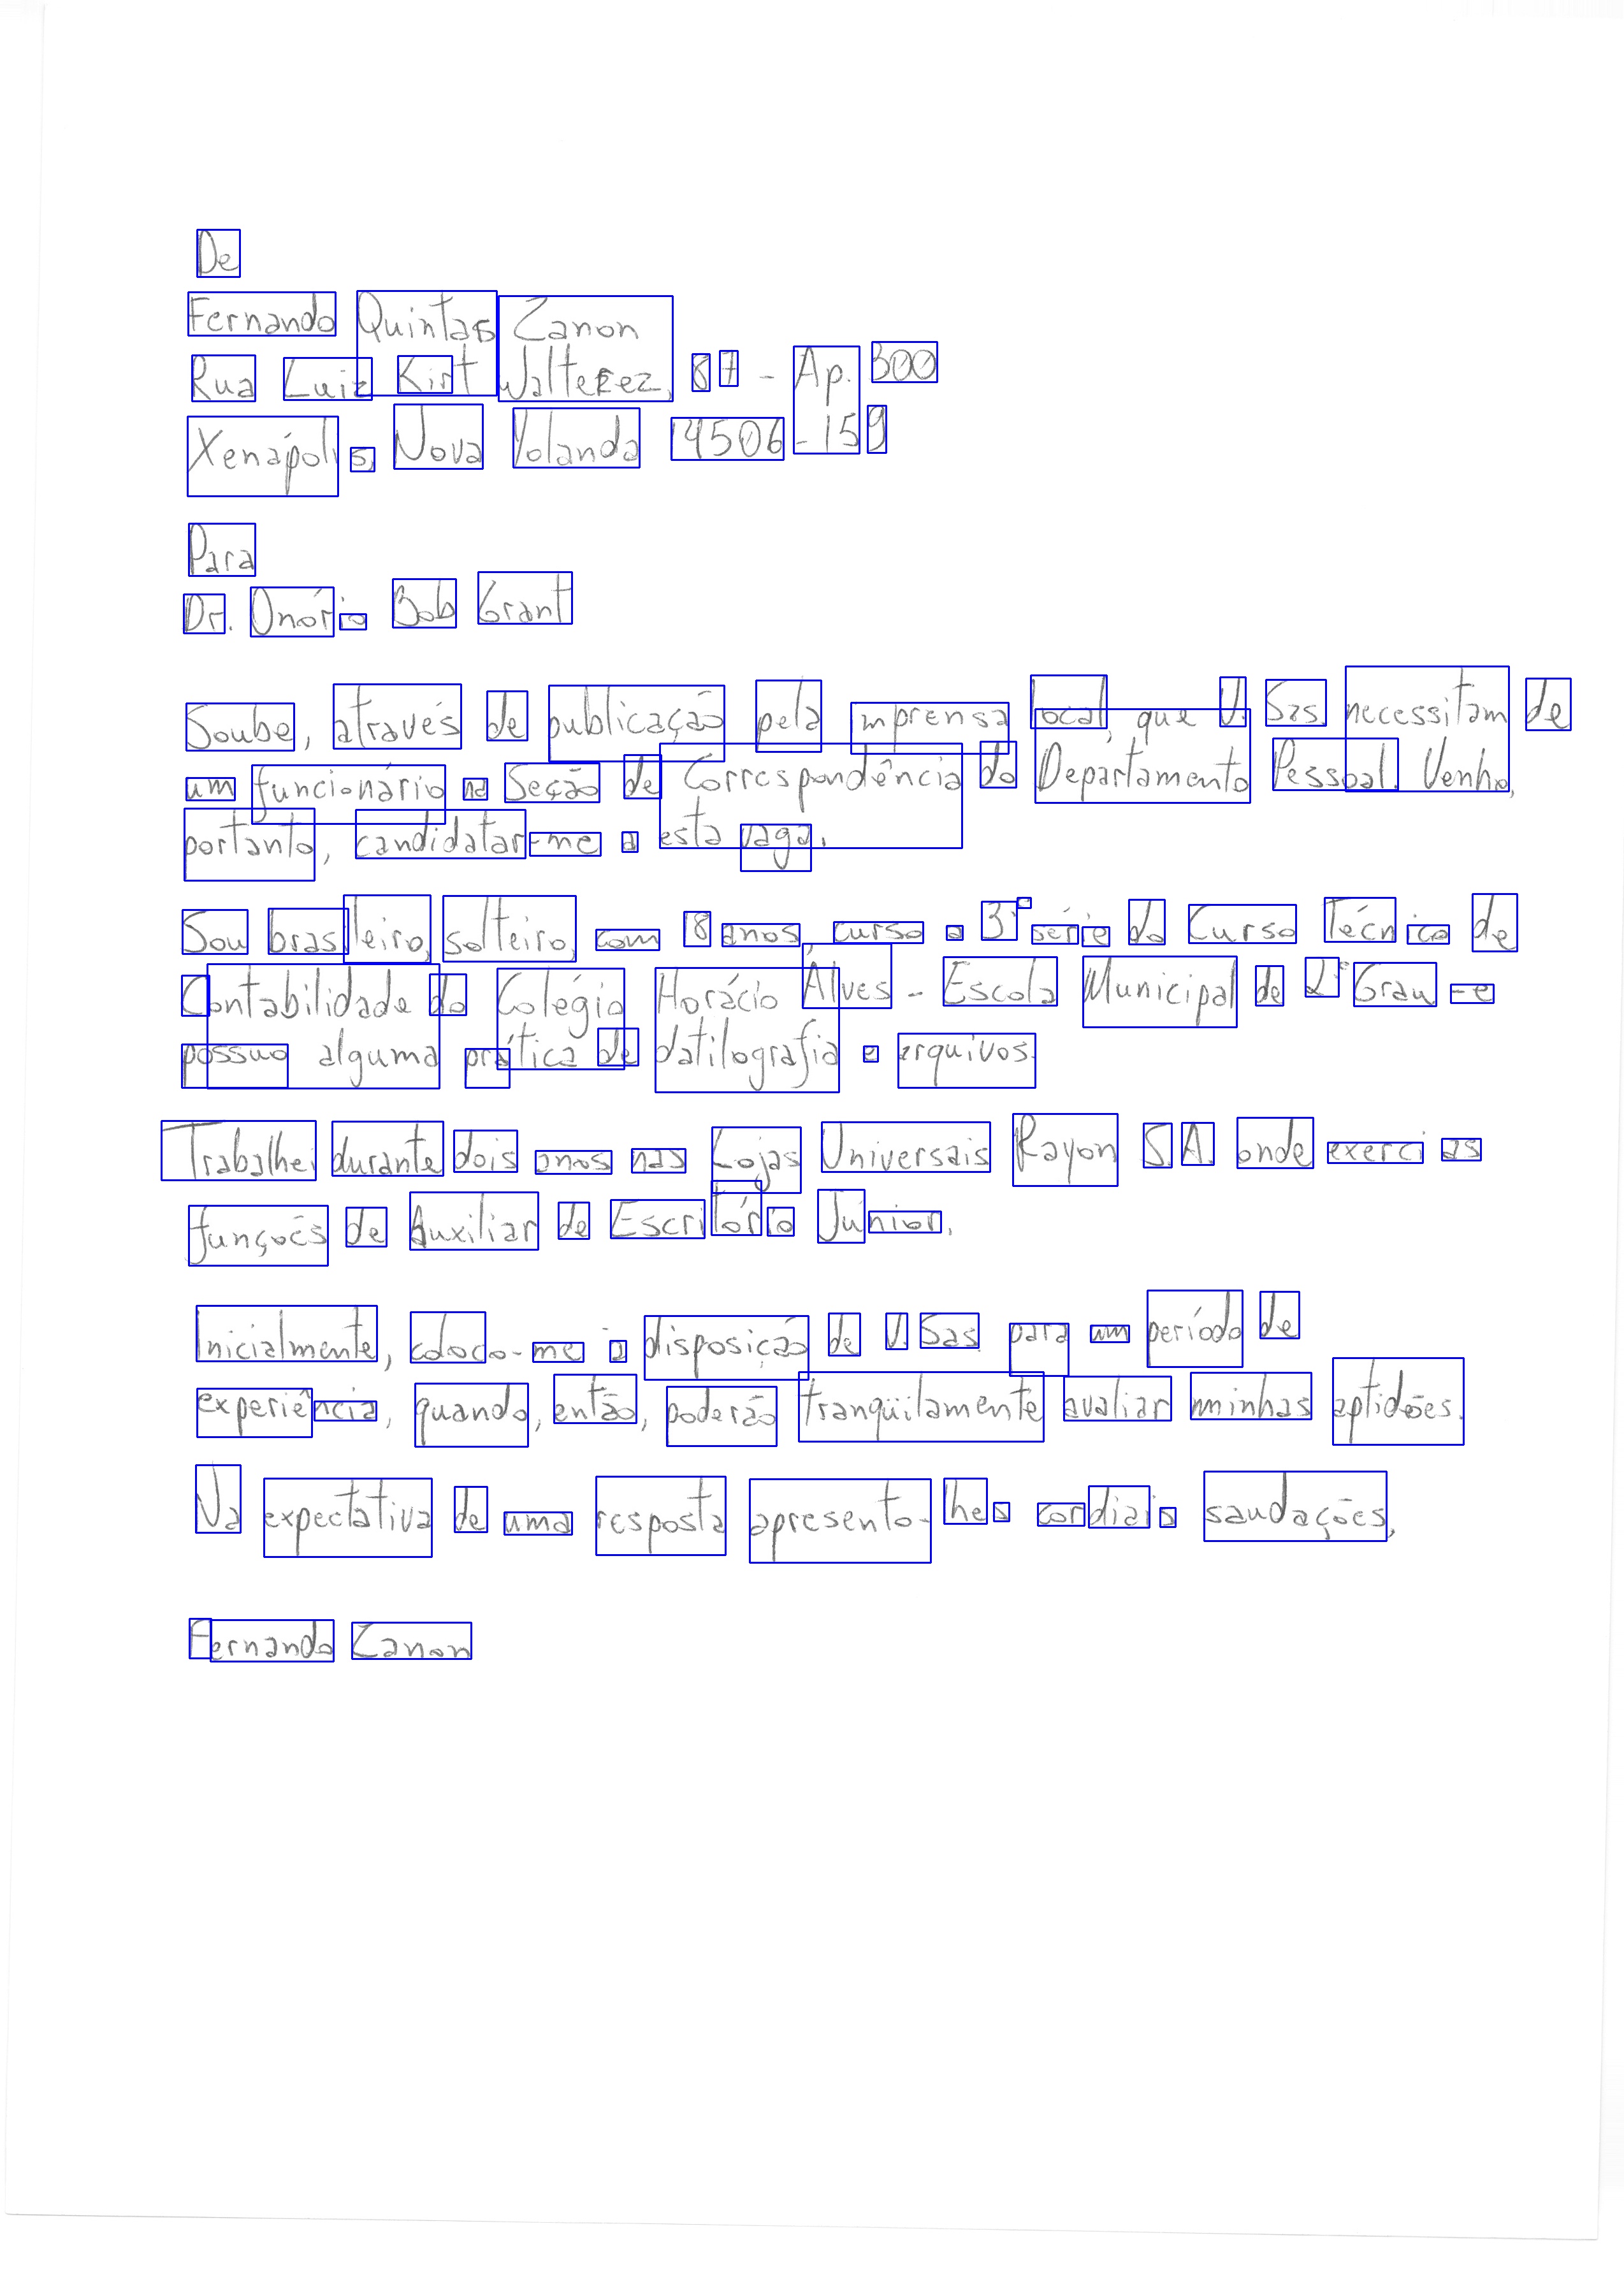 De
Fernando Quintas Zanon
Rua Luiz Kirt Walterez, 87 - Ap. 300
Xenápolis, Nova Yolanda 14506-159
Para
Dr. Onório Bob Grant
Soube, através de publicação pela imprensa local, que V. Sas. necessitam de
um funcionário na Seção de Correspondência do Departamento Pessoal. Venho,
portanto, candidatar-me a esta vaga.
Sou brasileiro, solteiro, com 18 anos, curso a 3ª série do Curso Técnico de
Contabilidade do Colégio Horácio Álves - Escola Municipal de 2º Grau - e
possuo alguma prática de datilografia e arquivos.
Trabalhei durante dois anos nas Lojas Universais Rayon S.A. onde exerci as
funções de Auxiliar de Escritório Júnior.
Inicialmente, coloco-me à disposição de V. Sas para um período de
experiência, quando, então, poderão tranqüilamente avaliar minhas aptidões.
Na expectativa de uma resposta apresento-lhes cordiais saudações,
Fernando Zanon